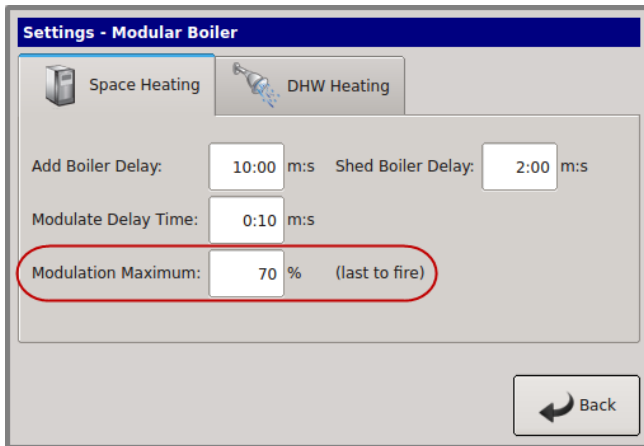 Settings - Modular Boiler
Space Heating DHW Heating
Add Boiler Delay: 10:00 m:s Shed Boiler Delay: 2:00 m:s
Modulate Delay Time: 0:10 m:s
Modulation Maximum: 70 % (last to fire)
Back